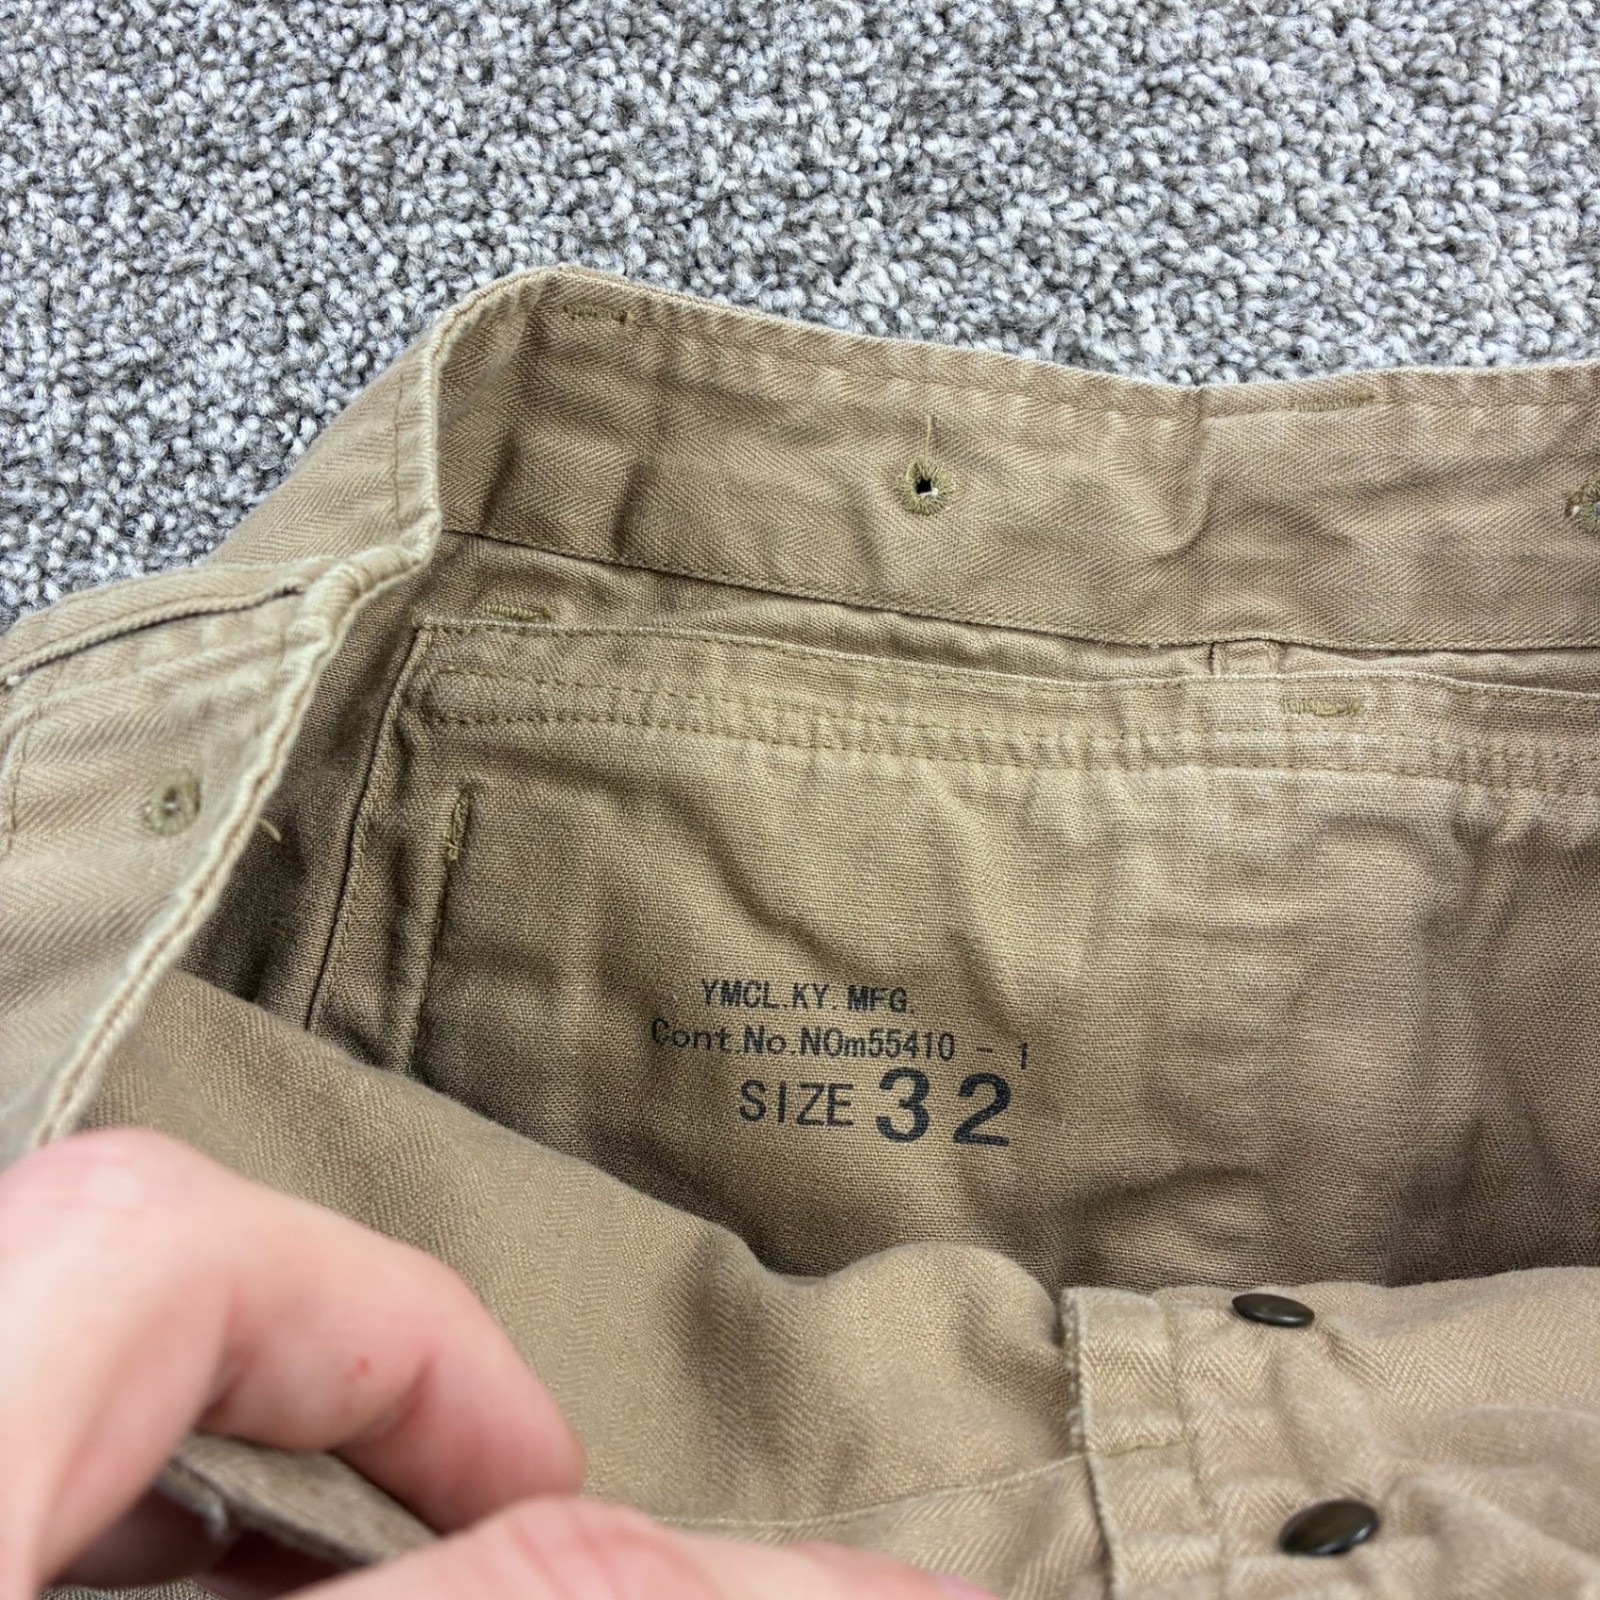 YMCL.KY.MFG.
Cont.No.NOm55410 - 1
SIZE 32